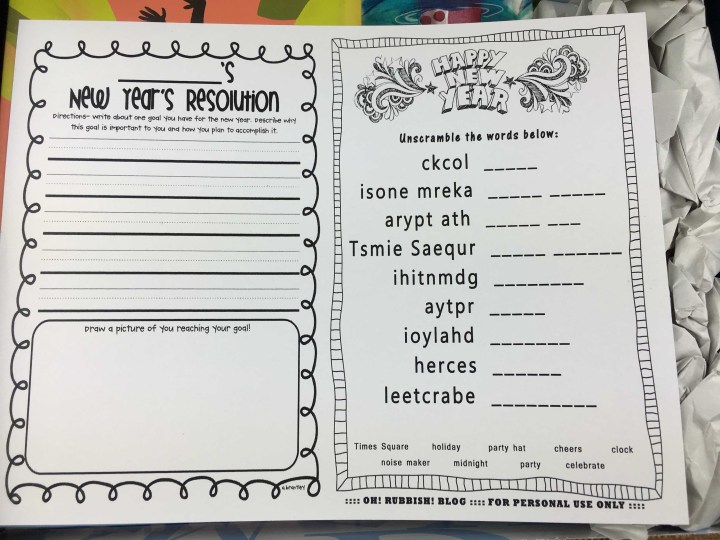 _________'s
New Year's Resolution
Directions- Write about one goal you have for the new year. Describe why
this goal is important to you and how you plan to accomplish it.
Draw a picture of you reaching your goal!
HAPPY
NEW
YEAR
Unscramble the words below:
ckcol _____
isone mreka _____ _____
arypt ath _____ ___
Tsmie Saequr _____ ______
ihitnmdg ________
aytpr _____
ioylahd _______
herces ______
leetcrabe _________
Times Square holiday party hat cheers clock
noise maker midnight party celebrate
:::: OH! RUBBISH! BLOG :::: FOR PERSONAL USE ONLY ::::